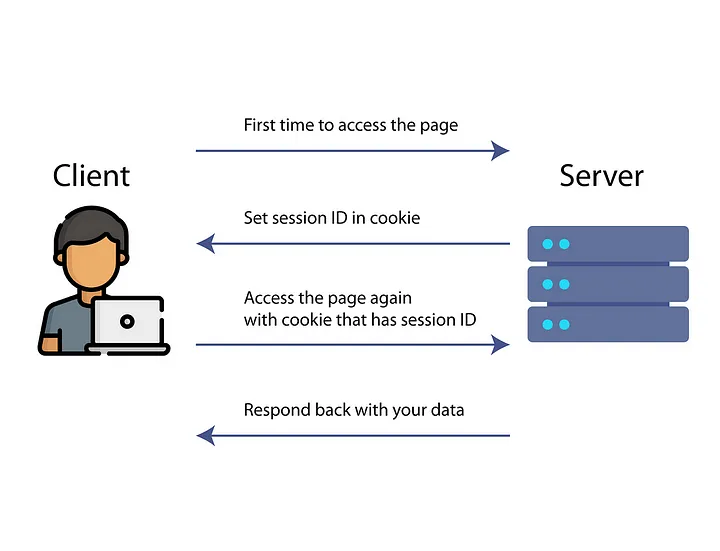 First time to access the page
Client
Server
Set session ID in cookie
Access the page again
with cookie that has session ID
Respond back with your data